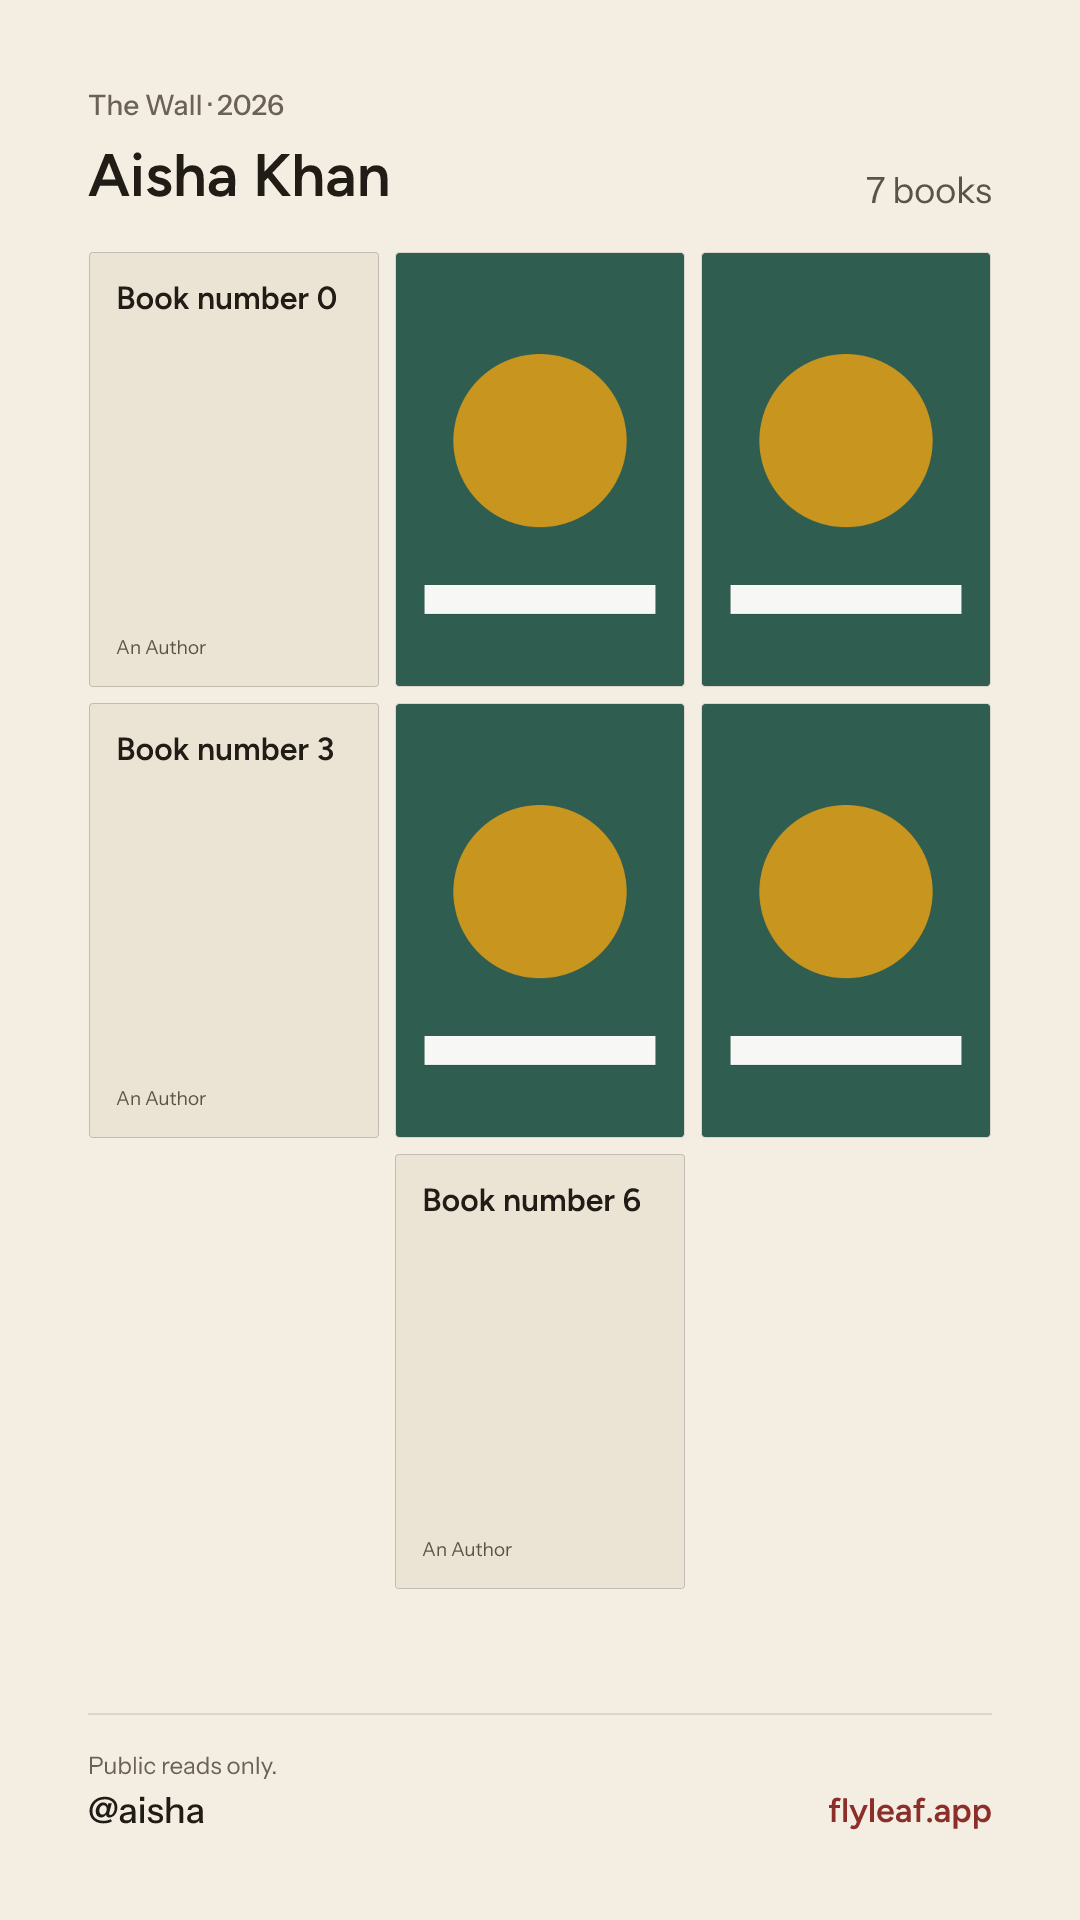 The Wall · 2026
Aisha Khan
7 books
Book number 0
An Author
Book number 3
An Author
Book number 6
An Author
Public reads only.
@aisha
flyleaf.app